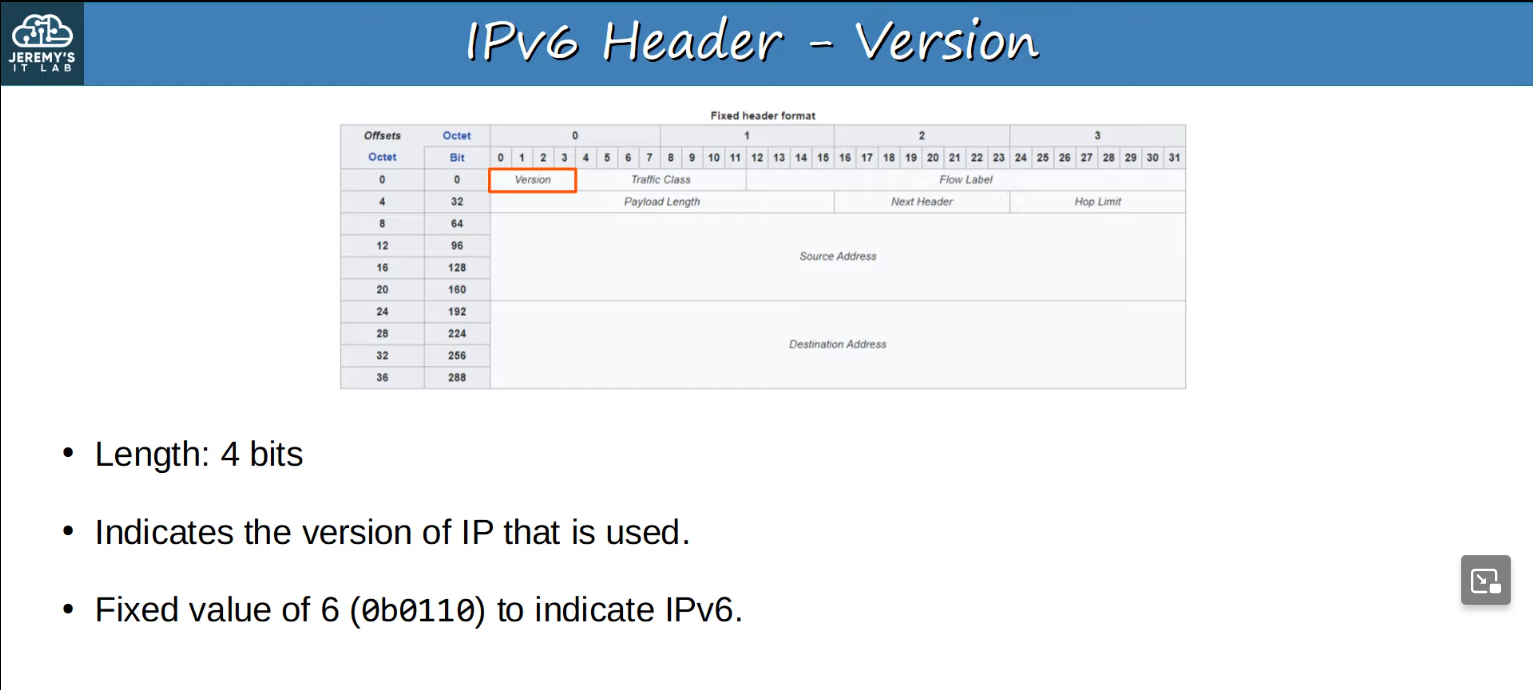 JEREMY'S
IT LAB
IPv6 Header - Version
Fixed header format
Offsets Octet 0 1 2 3
Octet Bit 0 1 2 3 4 5 6 7 8 9 10 11 12 13 14 15 16 17 18 19 20 21 22 23 24 25 26 27 28 29 30 31
0 0 Version Traffic Class Flow Label
4 32 Payload Length Next Header Hop Limit
8 64
12 96
Source Address
16 128
20 160
24 192
28 224
Destination Address
32 256
36 288
• Length: 4 bits
• Indicates the version of IP that is used.
• Fixed value of 6 (0b0110) to indicate IPv6.